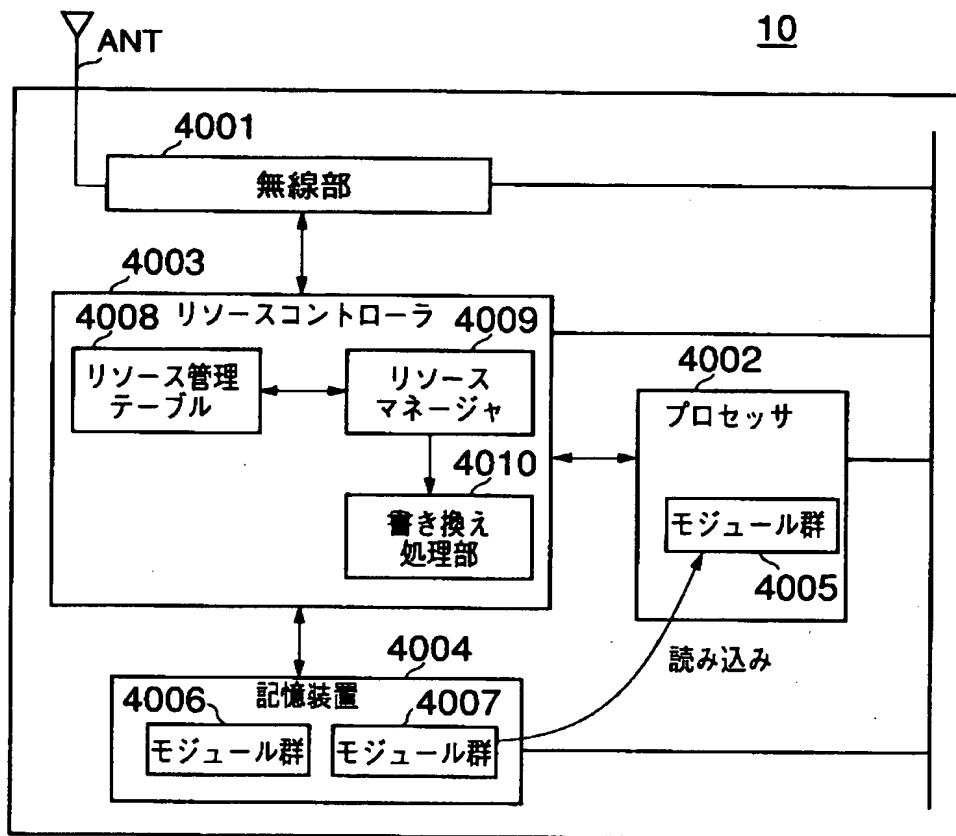 ANT
10
4001
無線部
4003
リソースコントローラ
4008
4009
リソース管理
テーブル
リソース
マネージャ
4002
プロセッサ
4010
書き換え
処理部
モジュール群
4005
読み込み
4004
記憶装置
4006
4007
モジュール群
モジュール群